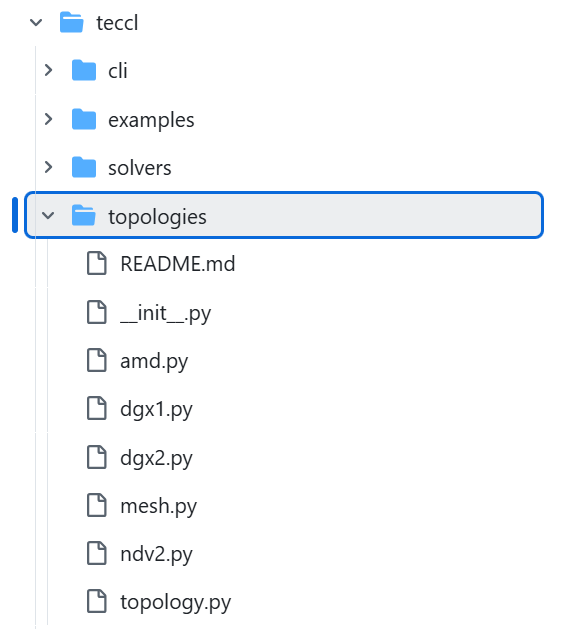 teccl
cli
examples
solvers
topologies
README.md
__init__.py
amd.py
dgx1.py
dgx2.py
mesh.py
ndv2.py
topology.py